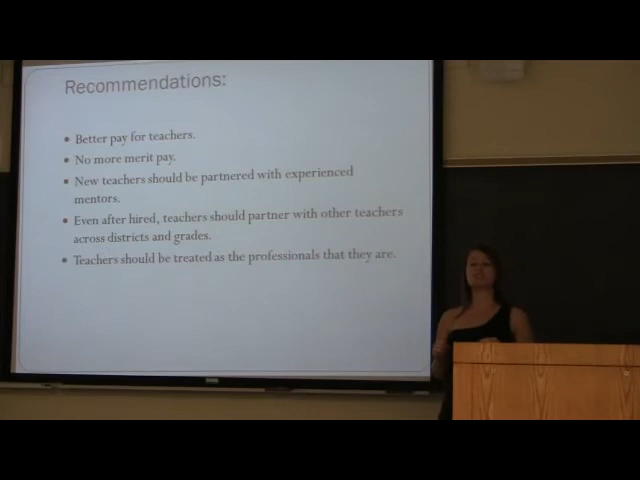 Recommendations:
• Better pay for teachers.
• No more merit pay.
• New teachers should be partnered with experienced
mentors.
• Even after hired, teachers should partner with other teachers
across districts and grades.
• Teachers should be treated as the professionals that they are.